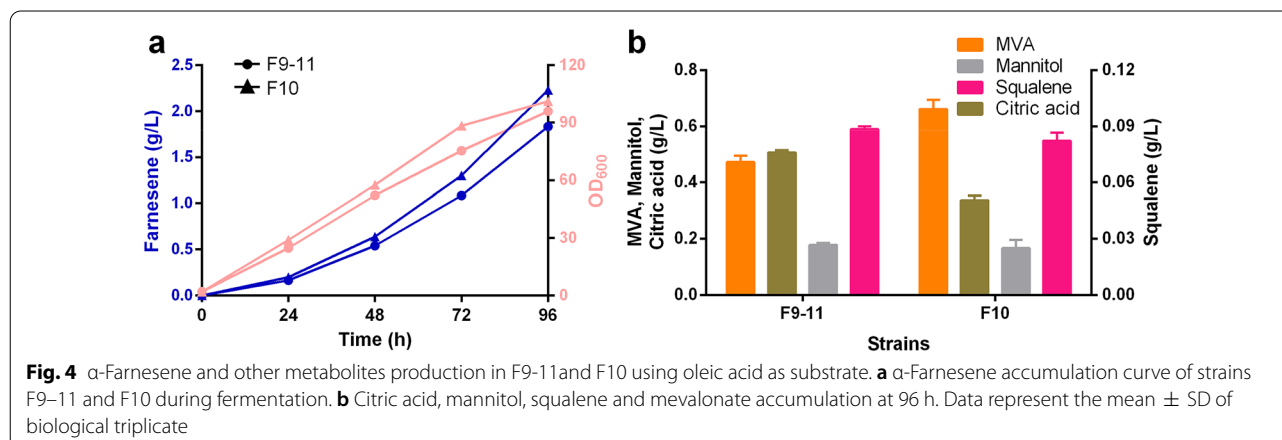 a
2.5
2.0
1.5
1.0
0.5
0.0
Farnesene (g/L)
F9-11
F10
120
90
60
30
0
OD600
0 24 48 72 96
Time (h)
b
MVA
Mannitol
Squalene
Citric acid
0.8
0.6
0.4
0.2
0.0
MVA, Mannitol,
Citric acid (g/L)
0.12
0.09
0.06
0.03
0.00
Squalene (g/L)
F9-11 F10
Strains
Fig. 4 α-Farnesene and other metabolites production in F9-11and F10 using oleic acid as substrate. a α-Farnesene accumulation curve of strains
F9–11 and F10 during fermentation. b Citric acid, mannitol, squalene and mevalonate accumulation at 96 h. Data represent the mean ± SD of
biological triplicate